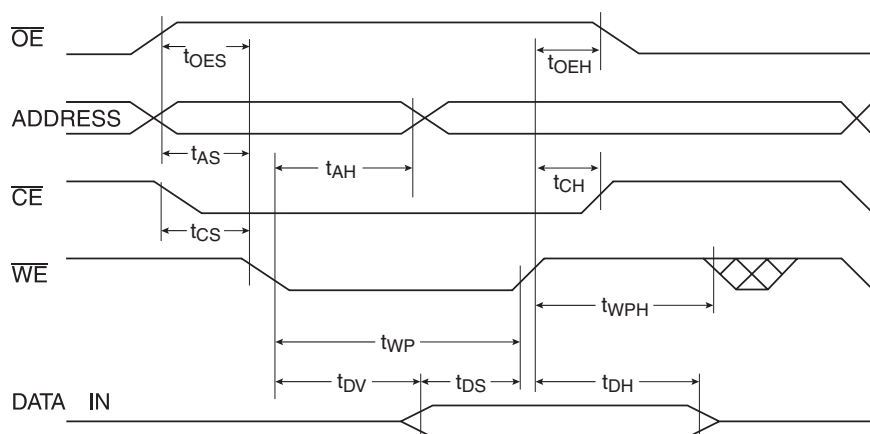 OE
tOES
tOEH
ADDRESS
tAS
tAH
tCH
CE
tCS
WE
tWPH
tWP
tDV
tDS
tDH
DATA IN